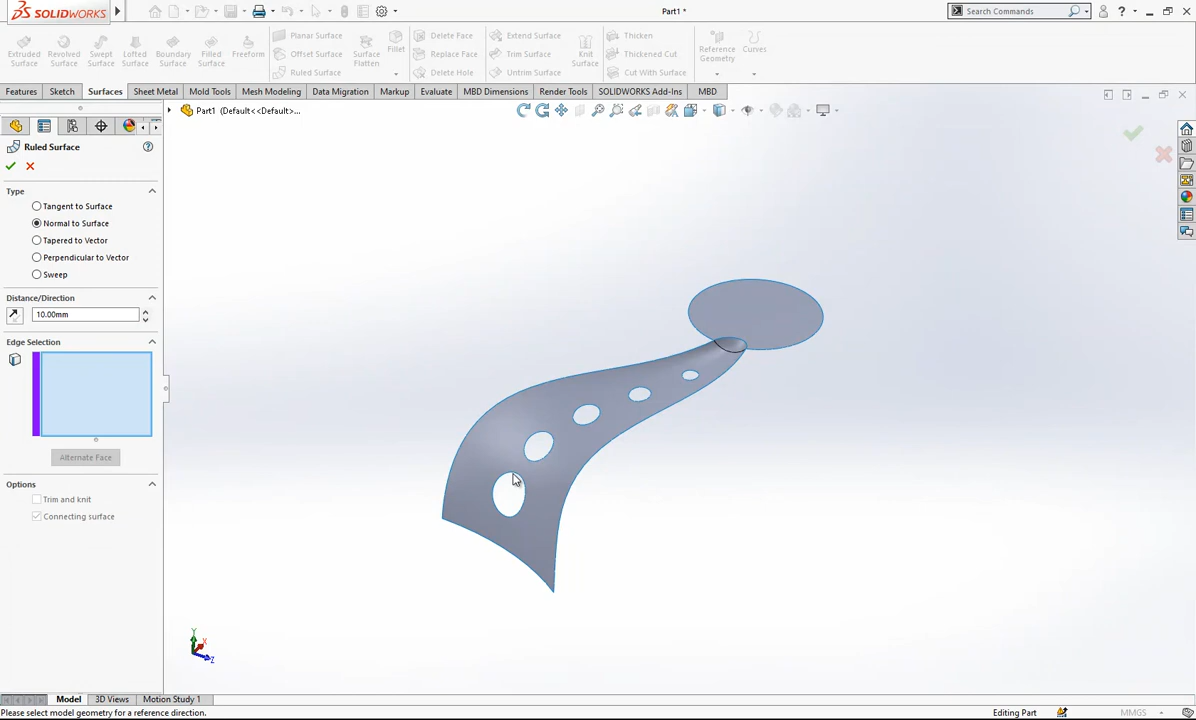 SOLIDWORKS
Part1 *
Search Commands
Extruded Surface
Revolved Surface
Swept Surface
Lofted Surface
Boundary Surface
Filled Surface
Freeform
Planar Surface
Offset Surface
Ruled Surface
Surface Flatten
Fillet
Delete Face
Replace Face
Delete Hole
Extend Surface
Trim Surface
Untrim Surface
Knit Surface
Thicken
Thickened Cut
Cut With Surface
Reference Geometry
Curves
Features
Sketch
Surfaces
Sheet Metal
Mold Tools
Mesh Modeling
Data Migration
Markup
Evaluate
MBD Dimensions
Render Tools
SOLIDWORKS Add-Ins
MBD
Part1 (Default<<Default>...
Ruled Surface
Type
Tangent to Surface
Normal to Surface
Tapered to Vector
Perpendicular to Vector
Sweep
Distance/Direction
10.00mm
Edge Selection
Alternate Face
Options
Trim and knit
Connecting surface
Y
X
Z
Model
3D Views
Motion Study 1
Please select model geometry for a reference direction.
Editing Part
MMGS